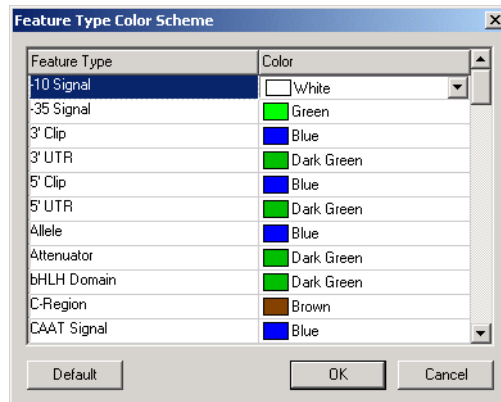 Feature Type Color Scheme
Feature Type Color
-10 Signal White
-35 Signal Green
3' Clip Blue
3' UTR Dark Green
5' Clip Blue
5' UTR Dark Green
Allele Blue
Attenuator Dark Green
bHLH Domain Dark Green
C-Region Brown
CAAT Signal Blue
Default OK Cancel